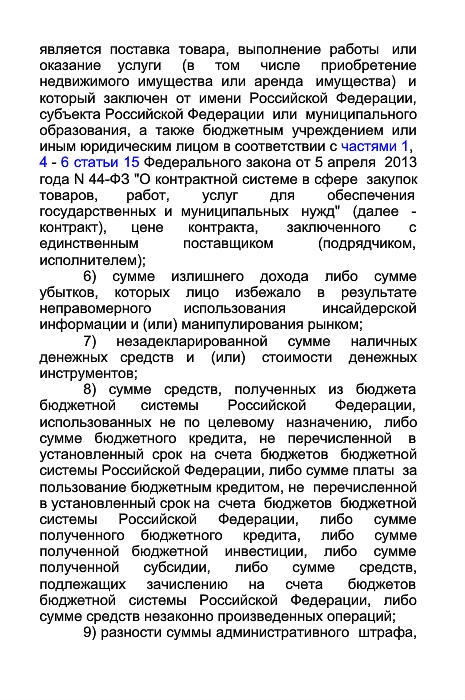 является поставка товара, выполнение работы или
оказание услуги (в том числе приобретение
недвижимого имущества или аренда имущества) и
который заключен от имени Российской Федерации,
субъекта Российской Федерации или муниципального
образования, а также бюджетным учреждением или
иным юридическим лицом в соответствии с частями 1,
4 - 6 статьи 15 Федерального закона от 5 апреля 2013
года N 44-ФЗ "О контрактной системе в сфере закупок
товаров, работ, услуг для обеспечения
государственных и муниципальных нужд" (далее -
контракт), цене контракта, заключенного с
единственным поставщиком (подрядчиком,
исполнителем);
6) сумме излишнего дохода либо сумме
убытков, которых лицо избежало в результате
неправомерного использования инсайдерской
информации и (или) манипулирования рынком;
7) незадекларированной сумме наличных
денежных средств и (или) стоимости денежных
инструментов;
8) сумме средств, полученных из бюджета
бюджетной системы Российской Федерации,
использованных не по целевому назначению, либо
сумме бюджетного кредита, не перечисленной в
установленный срок на счета бюджетов бюджетной
системы Российской Федерации, либо сумме платы за
пользование бюджетным кредитом, не перечисленной
в установленный срок на счета бюджетов бюджетной
системы Российской Федерации, либо сумме
полученного бюджетного кредита, либо сумме
полученной бюджетной инвестиции, либо сумме
полученной субсидии, либо сумме средств,
подлежащих зачислению на счета бюджетов
бюджетной системы Российской Федерации, либо
сумме средств незаконно произведенных операций;
9) разности суммы административного штрафа,